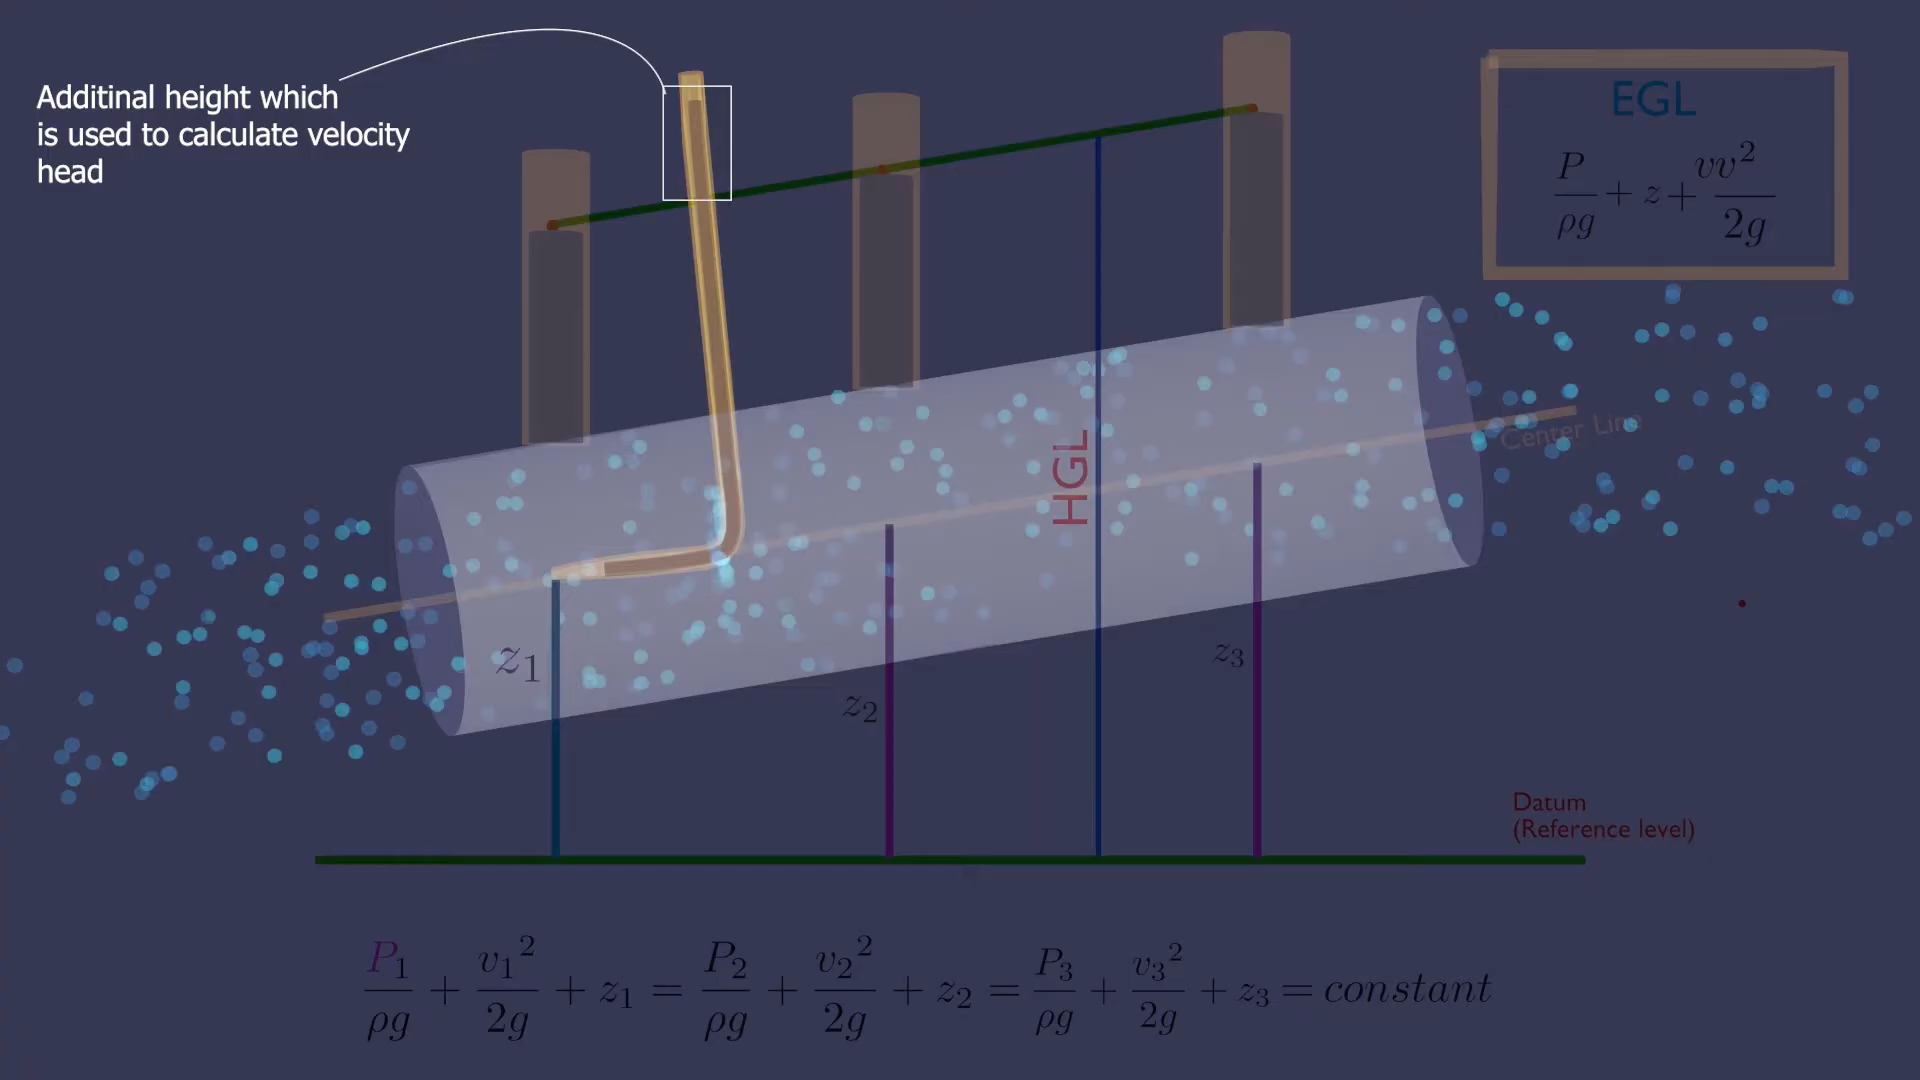 Additinal height which
is used to calculate velocity
head
EGL
P/ρg + z + vv²/2g
HGL
Center Line
z₁
z₂
z₃
Datum
(Reference level)
P₁/ρg + v₁²/2g + z₁ = P₂/ρg + v₂²/2g + z₂ = P₃/ρg + v₃²/2g + z₃ = constant